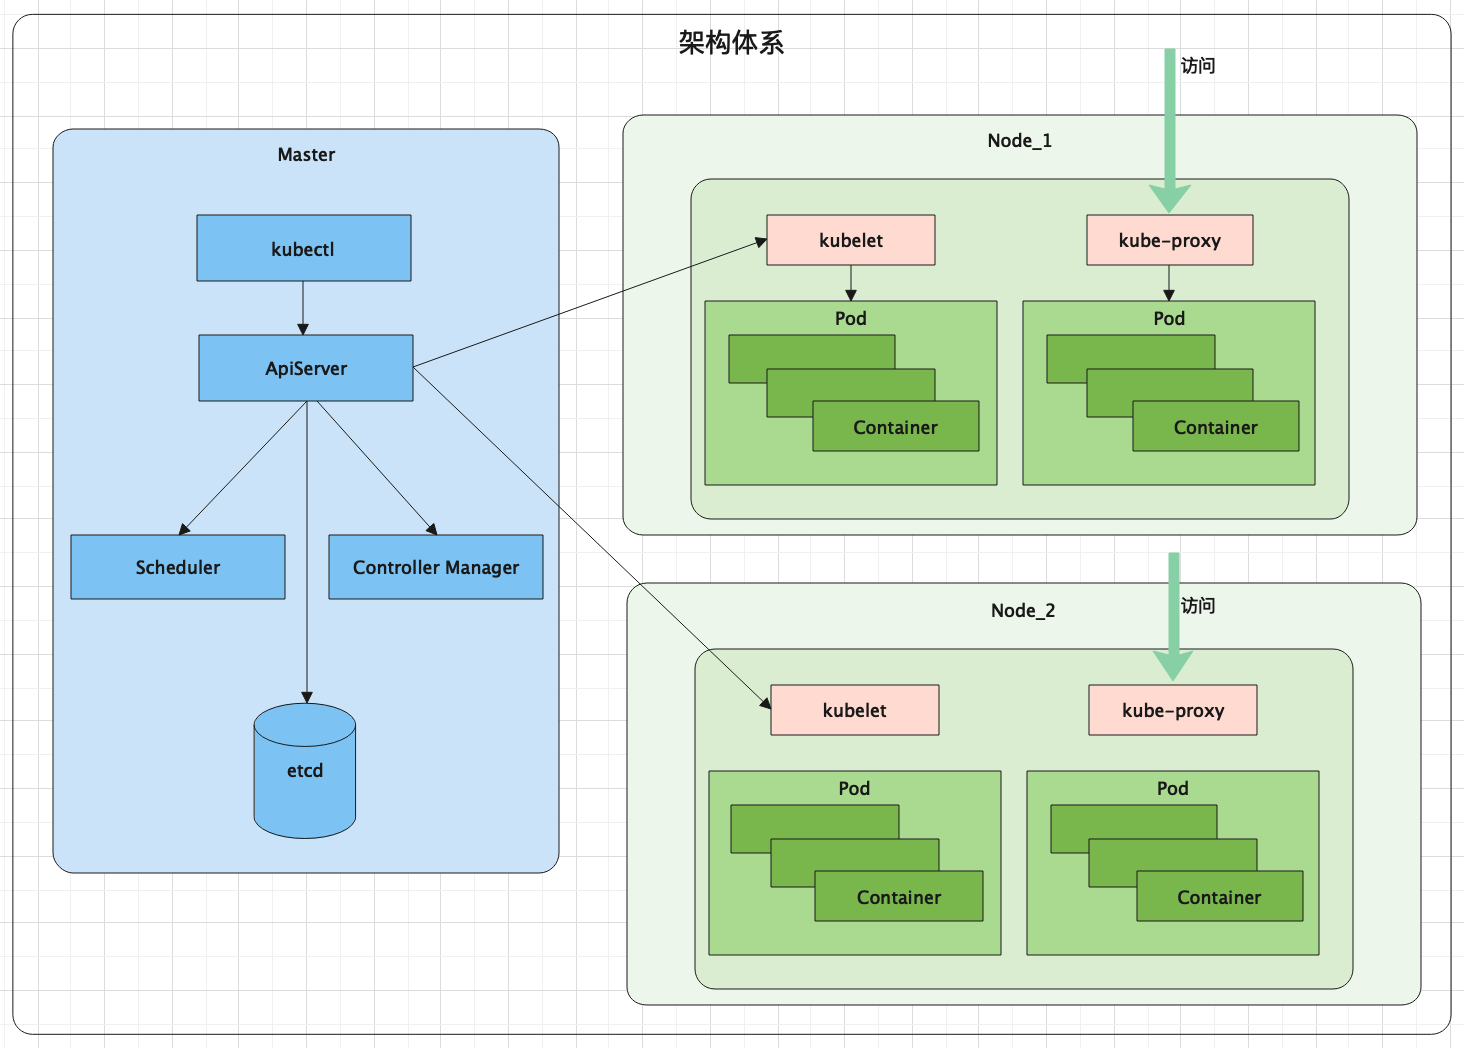 架构体系
访问
Master
kubectl
ApiServer
Scheduler
Controller Manager
etcd
Node_1
kubelet
kube-proxy
Pod
Container
Pod
Container
访问
Node_2
kubelet
kube-proxy
Pod
Container
Pod
Container